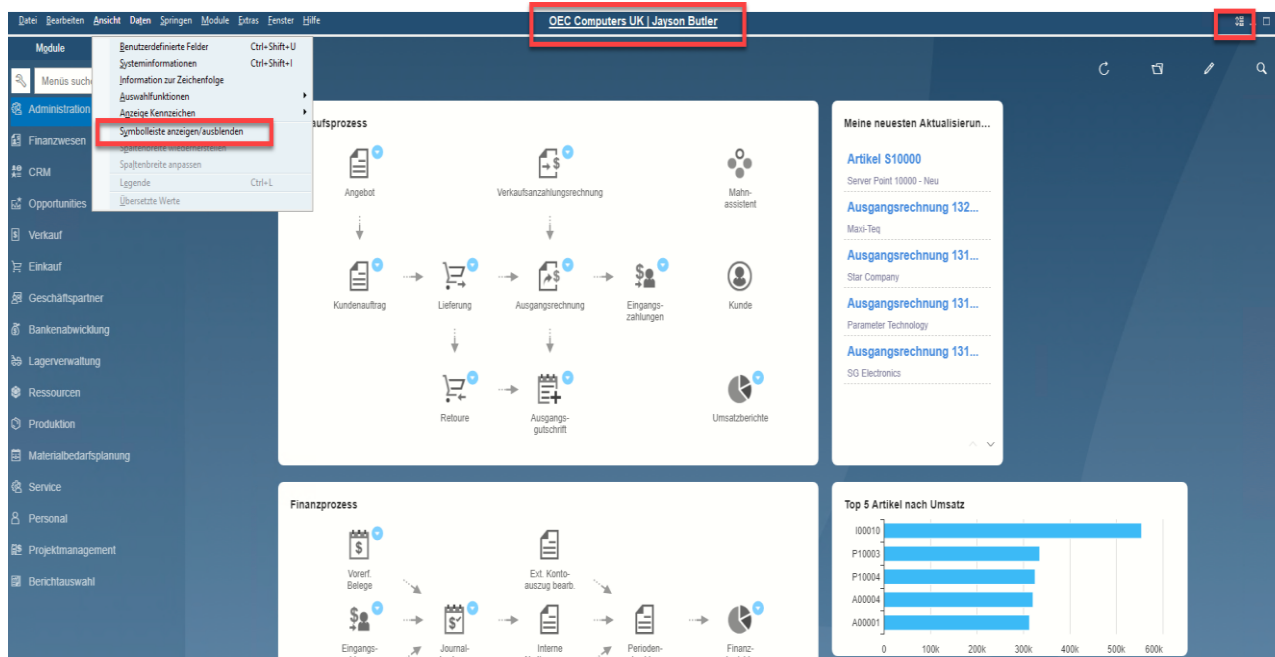 Datei Bearbeiten Ansicht Daten Springen Module Extras Fenster Hilfe
OEC Computers UK | Jayson Butler
Module
Menüs such
Administration
Finanzwesen
CRM
Opportunities
Verkauf
Einkauf
Geschäftspartner
Bankenabwicklung
Lagerverwaltung
Ressourcen
Produktion
Materialbedarfsplanung
Service
Personal
Projektmanagement
Berichtauswahl
Benutzerdefinierte Felder Ctrl+Shift+U
Systeminformationen Ctrl+Shift+I
Information zur Zeichenfolge
Auswahlfunktionen
Anzeige Kennzeichen
Symbolleiste anzeigen/ausblenden
Spaltenbreite wiederherstellen
Spaltenbreite anpassen
Legende Ctrl+L
Übersetzte Werte
aufsprozess
Angebot
Verkaufsanzahlungsrechnung
Mahn-
assistent
Kundenauftrag
Lieferung
Ausgangsrechnung
Eingangs-
zahlungen
Kunde
Retoure
Ausgangs-
gutschrift
Umsatzberichte
Meine neuesten Aktualisierun...
Artikel S10000
Server Point 10000 - Neu
Ausgangsrechnung 132...
Maxi-Teq
Ausgangsrechnung 131...
Star Company
Ausgangsrechnung 131...
Parameter Technology
Ausgangsrechnung 131...
SG Electronics
Finanzprozess
Vorerf.
Belege
Ext. Konto-
auszug bearb.
Eingangs-
Journal-
Interne
Perioden-
Finanz-
Top 5 Artikel nach Umsatz
I00010
P10003
P10004
A00004
A00001
0 100k 200k 300k 400k 500k 600k